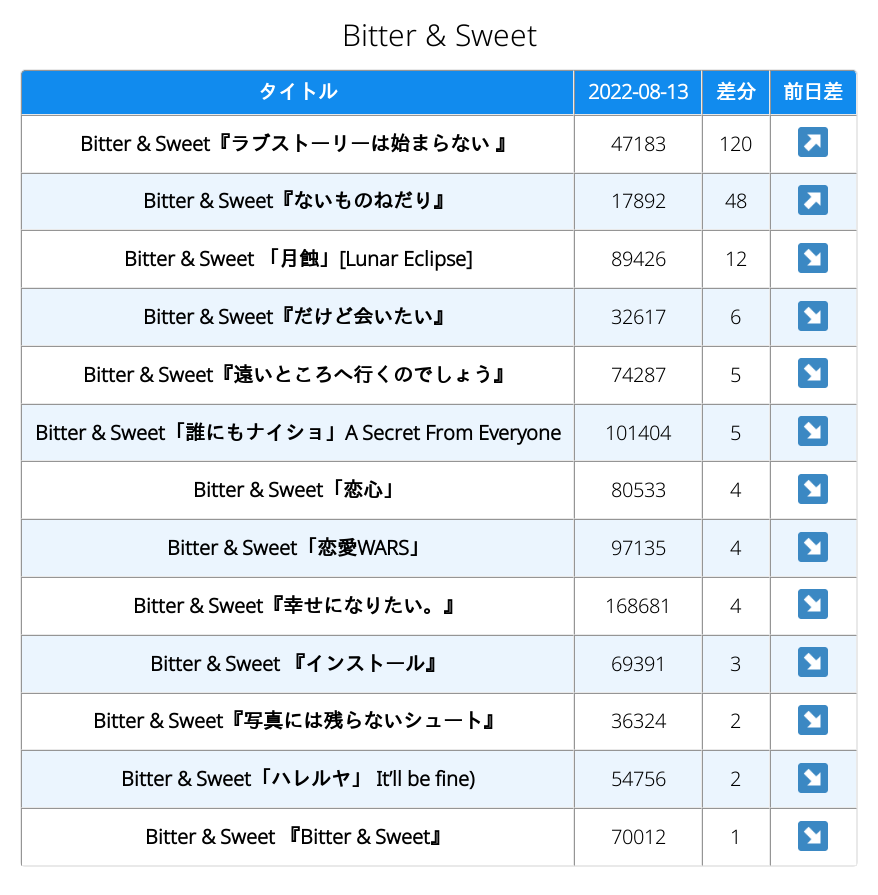 Bitter & Sweet
タイトル 2022-08-13 差分 前日差
Bitter & Sweet『ラブストーリーは始まらない 』 47183 120 ↗
Bitter & Sweet『ないものねだり』 17892 48 ↗
Bitter & Sweet 「月蝕」[Lunar Eclipse] 89426 12 ↘
Bitter & Sweet『だけど会いたい』 32617 6 ↘
Bitter & Sweet『遠いところへ行くのでしょう』 74287 5 ↘
Bitter & Sweet「誰にもナイショ」A Secret From Everyone 101404 5 ↘
Bitter & Sweet「恋心」 80533 4 ↘
Bitter & Sweet「恋愛WARS」 97135 4 ↘
Bitter & Sweet『幸せになりたい。』 168681 4 ↘
Bitter & Sweet 『インストール』 69391 3 ↘
Bitter & Sweet『写真には残らないシュート』 36324 2 ↘
Bitter & Sweet「ハレルヤ」 It'll be fine) 54756 2 ↘
Bitter & Sweet 『Bitter & Sweet』 70012 1 ↘